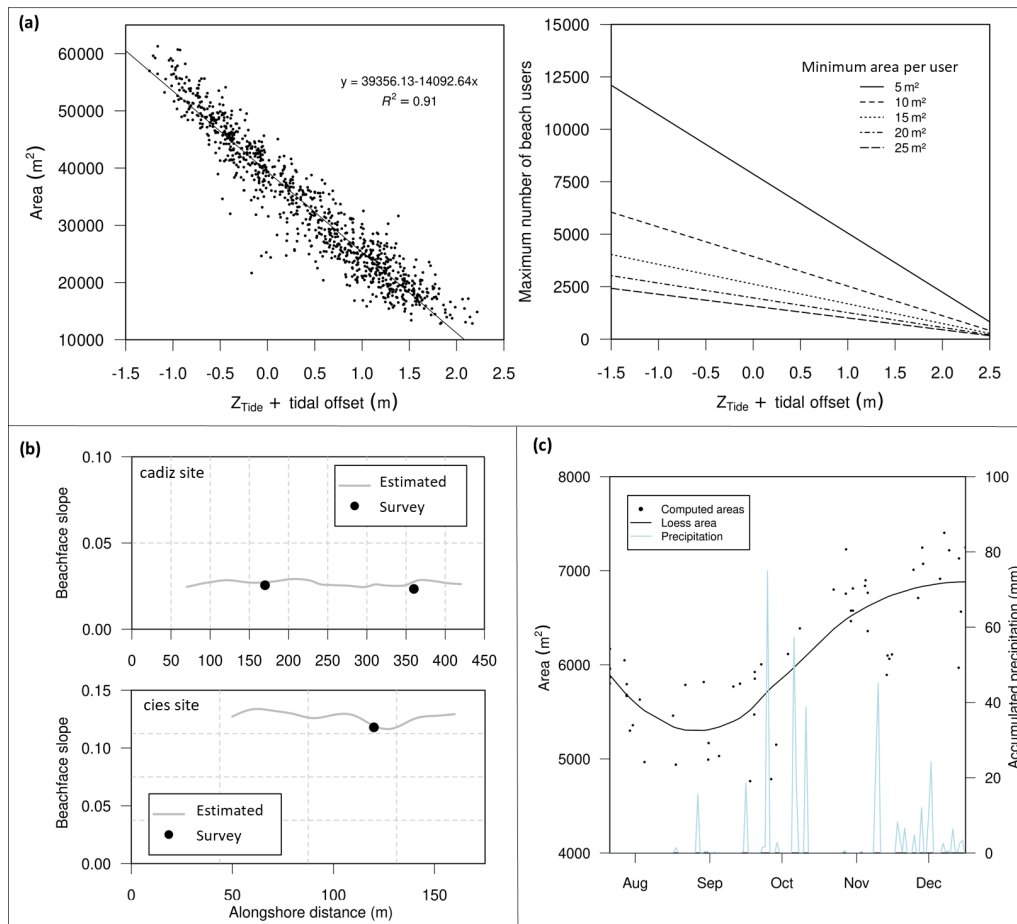 (a)
y = 39356.13-14092.64x
R² = 0.91
Area (m²)
60000
50000
40000
30000
20000
10000
-1.5 -1.0 -0.5 0.0 0.5 1.0 1.5 2.0 2.5
Z_Tide + tidal offset (m)
Maximum number of beach users
15000
12500
10000
7500
5000
2500
0
Minimum area per user
5 m²
10 m²
15 m²
20 m²
25 m²
-1.5 -1.0 -0.5 0.0 0.5 1.0 1.5 2.0 2.5
Z_Tide + tidal offset (m)
(b)
cadiz site
Estimated
Survey
Beachface slope
0.10
0.05
0.00
0 50 100 150 200 250 300 350 400 450
cies site
Estimated
Survey
Beachface slope
0.15
0.10
0.05
0.00
0 50 100 150
Alongshore distance (m)
(c)
Computed areas
Loess area
Precipitation
Area (m²)
8000
7000
6000
5000
4000
Aug Sep Oct Nov Dec
100
80
60
40
20
0
Accumulated precipitation (mm)